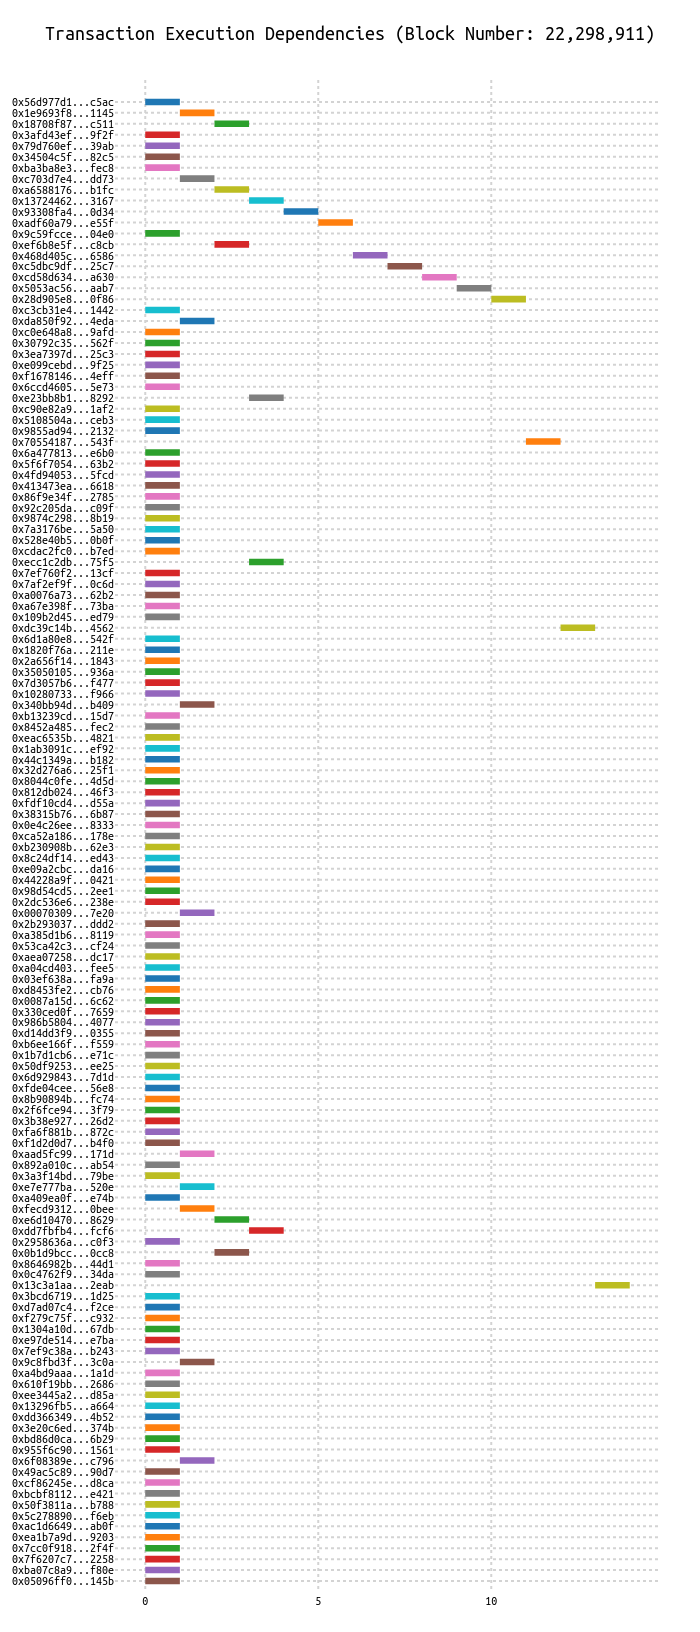 Transaction Execution Dependencies (Block Number: 22,298,911)
0x56d977d1...c5ac
0x1e9693f8...1145
0x18708f87...c511
0x3afd43ef...9f2f
0x79d760ef...39ab
0x34504c5f...82c5
0xba3ba8e3...fec8
0xc703d7e4...dd73
0xa6588176...b1fc
0x13724462...3167
0x93308fa4...0d34
0xadf60a79...e55f
0x9c59fcce...04e0
0xef6b8e5f...c8cb
0x468d405c...6586
0xc5dbc9df...25c7
0xcd58d634...a630
0x5053ac56...aab7
0x28d905e8...0f86
0xc3cb31e4...1442
0xda850f92...4eda
0xc0e648a8...9afd
0x30792c35...562f
0x3ea7397d...25c3
0xe099cebd...9f25
0xf1678146...4eff
0x6ccd4605...5e73
0xe23bb8b1...8292
0xc90e82a9...1af2
0x5108504a...ceb3
0x9855ad94...2132
0x70554187...543f
0x6a477813...e6b0
0x5f6f7054...63b2
0x4fd94053...5fcd
0x413473ea...6618
0x86f9e34f...2785
0x92c205da...c09f
0x9874c298...8b19
0x7a3176be...5a50
0x528e40b5...0b0f
0xcdac2fc0...b7ed
0xecc1c2db...75f5
0x7ef760f2...13cf
0x7af2ef9f...0c6d
0xa0076a73...62b2
0xa67e398f...73ba
0x109b2d45...ed79
0xdc39c14b...4562
0x6d1a80e8...542f
0x1820f76a...211e
0x2a656f14...1843
0x35050105...936a
0x7d3057b6...f477
0x10280733...f966
0x340bb94d...b409
0xb13239cd...15d7
0x8452a485...fec2
0xeac6535b...4821
0x1ab3091c...ef92
0x44c1349a...b182
0x32d276a6...25f1
0x8044c0fe...4d5d
0x812db024...46f3
0xfdf10cd4...d55a
0x38315b76...6b87
0x0e4c26ee...8333
0xca52a186...178e
0xb230908b...62e3
0x8c24df14...ed43
0xe09a2cbc...da16
0x44228a9f...0421
0x98d54cd5...2ee1
0x2dc536e6...238e
0x00070309...7e20
0x2b293037...ddd2
0xa385d1b6...8119
0x53ca42c3...cf24
0xaea07258...dc17
0xa04cd403...fee5
0x03ef638a...fa9a
0xd8453fe2...cb76
0x0087a15d...6c62
0x330ced0f...7659
0x986b5804...4077
0xd14dd3f9...0355
0xb6ee166f...f559
0x1b7d1cb6...e71c
0x50df9253...ee25
0x6d929843...7d1d
0xfde04cee...56e8
0x8b90894b...fc74
0x2f6fce94...3f79
0x3b38e927...26d2
0xfa6f881b...872c
0xf1d2d0d7...b4f0
0xaad5fc99...171d
0x892a010c...ab54
0x3a3f14bd...79be
0xe7e777ba...520e
0xa409ea0f...e74b
0xfecd9312...0bee
0xe6d10470...8629
0xdd7fbfb4...fcf6
0x2958636a...c0f3
0x0b1d9bcc...0cc8
0x8646982b...44d1
0x0c4762f9...34da
0x13c3a1aa...2eab
0x3bcd6719...1d25
0xd7ad07c4...f2ce
0xf279c75f...c932
0x1304a10d...67db
0xe97de514...e7ba
0x7ef9c38a...b243
0x9c8fbd3f...3c0a
0xa4bd9aaa...1a1d
0x610f19bb...2686
0xee3445a2...d85a
0x13296fb5...a664
0xdd366349...4b52
0x3e20c6ed...374b
0xbd86d0ca...6b29
0x955f6c90...1561
0x6f08389e...c796
0x49ac5c89...90d7
0xcf86245e...d8ca
0xbcbf8112...e421
0x50f3811a...b788
0x5c278890...f6eb
0xac1d6649...ab0f
0xea1b7a9d...9203
0x7cc0f918...2f4f
0x7f6207c7...2258
0xba07c8a9...f80e
0x05096ff0...145b
0 5 10